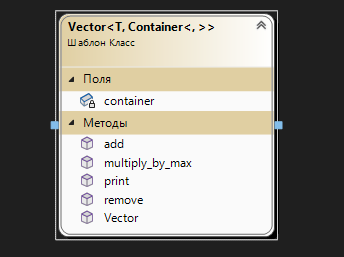 Vector<T, Container<, >>
Шаблон Класс
Поля
container
Методы
add
multiply_by_max
print
remove
Vector